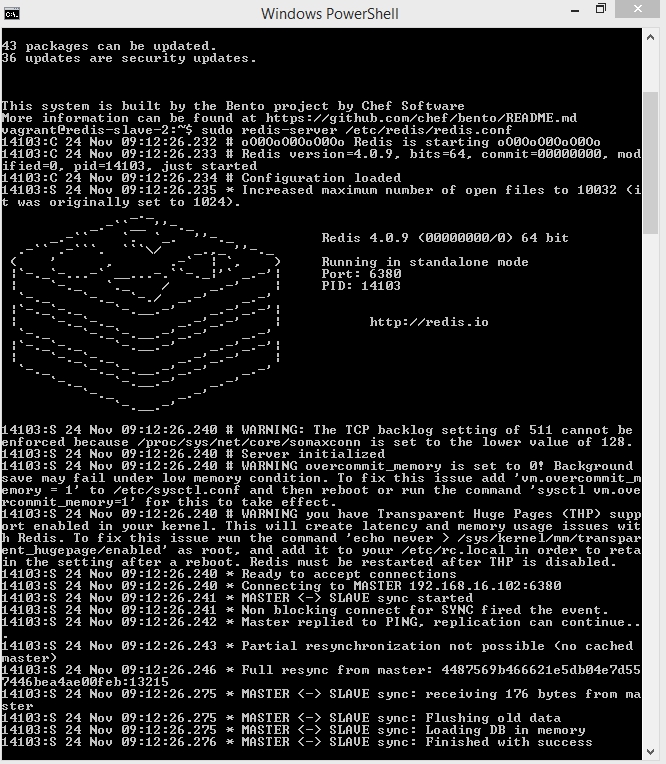 Windows PowerShell
43 packages can be updated.
36 updates are security updates.
This system is built by the Bento project by Chef Software
More information can be found at https://github.com/chef/bento/README.md
vagrant@redis-slave-2:~$ sudo redis-server /etc/redis/redis.conf
14103:C 24 Nov 09:12:26.232 # oO0OoO0OoO0Oo Redis is starting oO0OoO0OoO0Oo
14103:C 24 Nov 09:12:26.233 # Redis version=4.0.9, bits=64, commit=00000000, mod
ified=0, pid=14103, just started
14103:C 24 Nov 09:12:26.234 # Configuration loaded
14103:S 24 Nov 09:12:26.235 * Increased maximum number of open files to 10032 (i
t was originally set to 1024).
Redis 4.0.9 (00000000/0) 64 bit
Running in standalone mode
Port: 6380
PID: 14103
http://redis.io
14103:S 24 Nov 09:12:26.240 # WARNING: The TCP backlog setting of 511 cannot be
enforced because /proc/sys/net/core/somaxconn is set to the lower value of 128.
14103:S 24 Nov 09:12:26.240 # Server initialized
14103:S 24 Nov 09:12:26.240 # WARNING overcommit_memory is set to 0! Background
save may fail under low memory condition. To fix this issue add 'vm.overcommit_m
emory = 1' to /etc/sysctl.conf and then reboot or run the command 'sysctl vm.ove
rcommit_memory=1' for this to take effect.
14103:S 24 Nov 09:12:26.240 # WARNING you have Transparent Huge Pages (THP) supp
ort enabled in your kernel. This will create latency and memory usage issues wit
h Redis. To fix this issue run the command 'echo never > /sys/kernel/mm/transpar
ent_hugepage/enabled' as root, and add it to your /etc/rc.local in order to reta
in the setting after a reboot. Redis must be restarted after THP is disabled.
14103:S 24 Nov 09:12:26.240 * Ready to accept connections
14103:S 24 Nov 09:12:26.240 * Connecting to MASTER 192.168.16.102:6380
14103:S 24 Nov 09:12:26.241 * MASTER <-> SLAVE sync started
14103:S 24 Nov 09:12:26.241 * Non blocking connect for SYNC fired the event.
14103:S 24 Nov 09:12:26.242 * Master replied to PING, replication can continue..
.
14103:S 24 Nov 09:12:26.243 * Partial resynchronization not possible (no cached
master)
14103:S 24 Nov 09:12:26.246 * Full resync from master: 4487569b466621e5db04e7d55
7446bea4ae00feb:13215
14103:S 24 Nov 09:12:26.275 * MASTER <-> SLAVE sync: receiving 176 bytes from ma
ster
14103:S 24 Nov 09:12:26.275 * MASTER <-> SLAVE sync: Flushing old data
14103:S 24 Nov 09:12:26.275 * MASTER <-> SLAVE sync: Loading DB in memory
14103:S 24 Nov 09:12:26.276 * MASTER <-> SLAVE sync: Finished with success